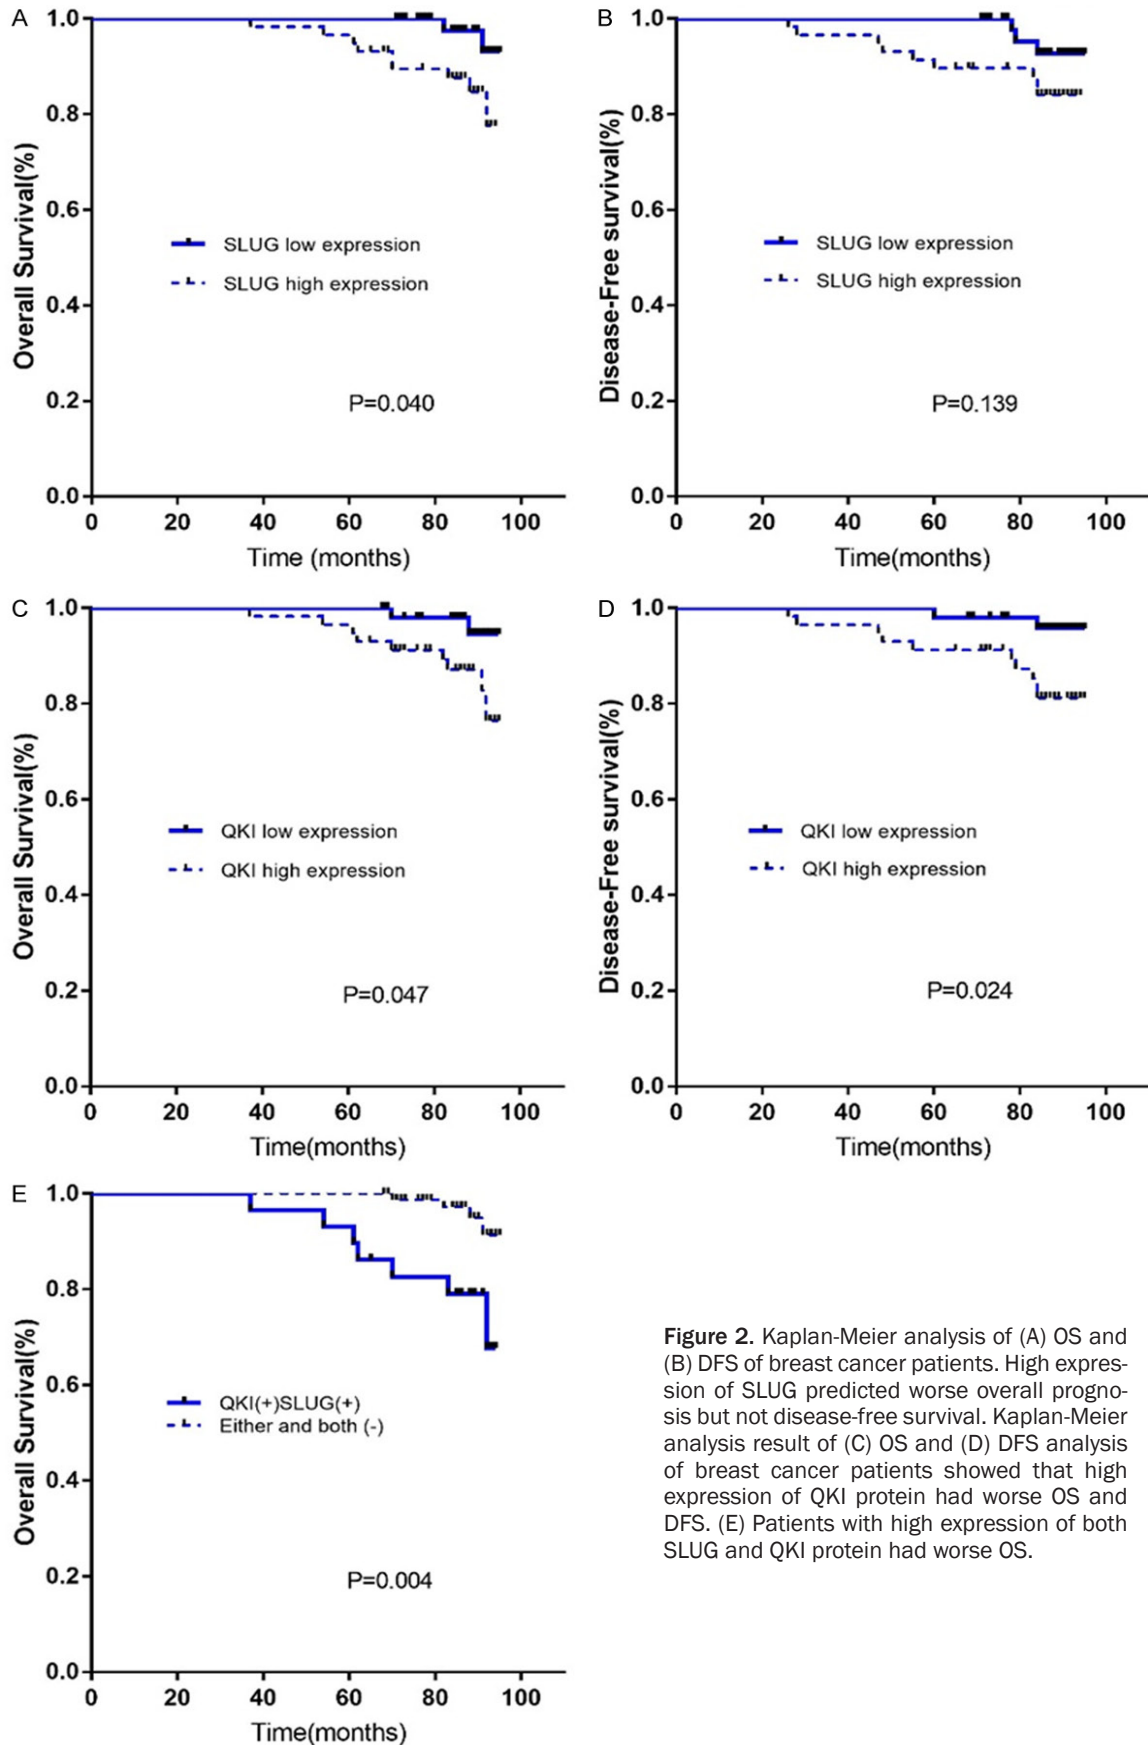 A
Overall Survival(%)
1.0
0.8
0.6
0.4
0.2
0.0
SLUG low expression
SLUG high expression
P=0.040
0 20 40 60 80 100
Time (months)
B
Disease-Free survival(%)
1.0
0.8
0.6
0.4
0.2
0.0
SLUG low expression
SLUG high expression
P=0.139
0 20 40 60 80 100
Time(months)
C
Overall Survival(%)
1.0
0.8
0.6
0.4
0.2
0.0
QKI low expression
QKI high expression
P=0.047
0 20 40 60 80 100
Time(months)
D
Disease-Free survival(%)
1.0
0.8
0.6
0.4
0.2
0.0
QKI low expression
QKI high expression
P=0.024
0 20 40 60 80 100
Time(months)
E
Overall Survival(%)
1.0
0.8
0.6
0.4
0.2
0.0
QKI(+)SLUG(+)
Either and both (-)
P=0.004
0 20 40 60 80 100
Time(months)
Figure 2. Kaplan-Meier analysis of (A) OS and
(B) DFS of breast cancer patients. High expres-
sion of SLUG predicted worse overall progno-
sis but not disease-free survival. Kaplan-Meier
analysis result of (C) OS and (D) DFS analysis
of breast cancer patients showed that high
expression of QKI protein had worse OS and
DFS. (E) Patients with high expression of both
SLUG and QKI protein had worse OS.